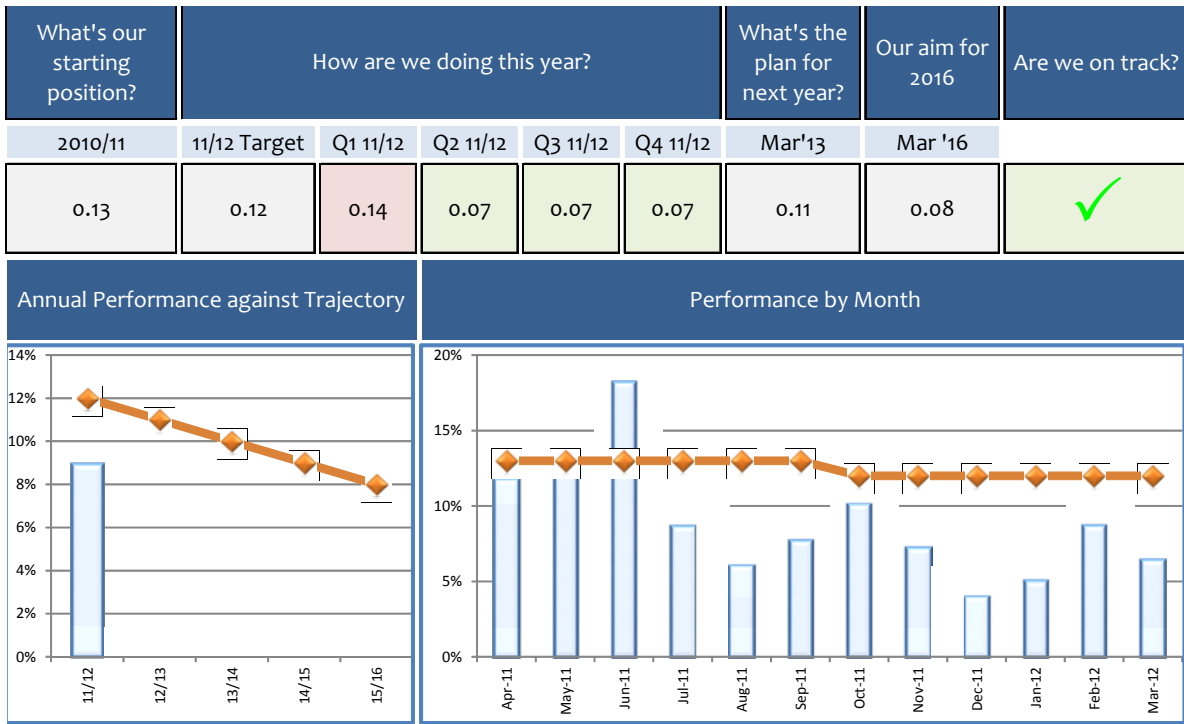 What's our
starting
position?
How are we doing this year?
What's the
plan for
next year?
Our aim for
2016
Are we on track?
2010/11
11/12 Target
Q1 11/12
Q2 11/12
Q3 11/12
Q4 11/12
Mar'13
Mar '16
0.13
0.12
0.14
0.07
0.07
0.07
0.11
0.08
Annual Performance against Trajectory
14%
12%
10%
8%
6%
4%
2%
0%
11/12
12/13
13/14
14/15
15/16
Performance by Month
20%
15%
10%
5%
0%
Apr-11
May-11
Jun-11
Jul-11
Aug-11
Sep-11
Oct-11
Nov-11
Dec-11
Jan-12
Feb-12
Mar-12